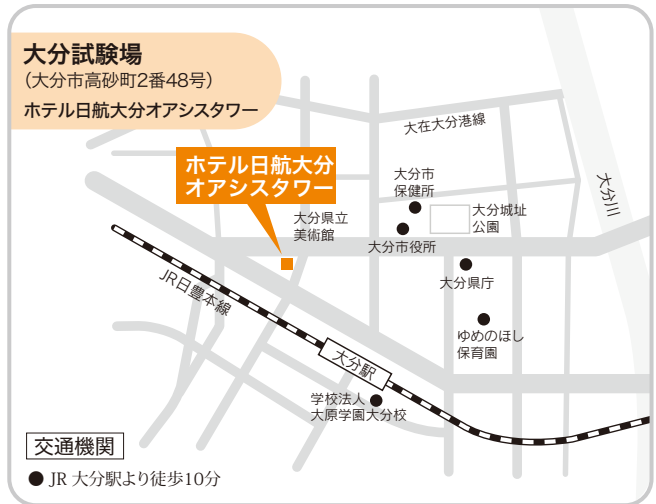 大分試験場
(大分市高砂町2番48号)
ホテル日航大分オアシスタワー
大在大分港線
ホテル日航大分
オアシスタワー
大分市
保健所
大分川
大分県立
美術館
大分城址
公園
大分市役所
大分県庁
JR日豊本線
ゆめのほし
保育園
大分駅
学校法人
大原学園大分校
交通機関
● JR 大分駅より徒歩10分